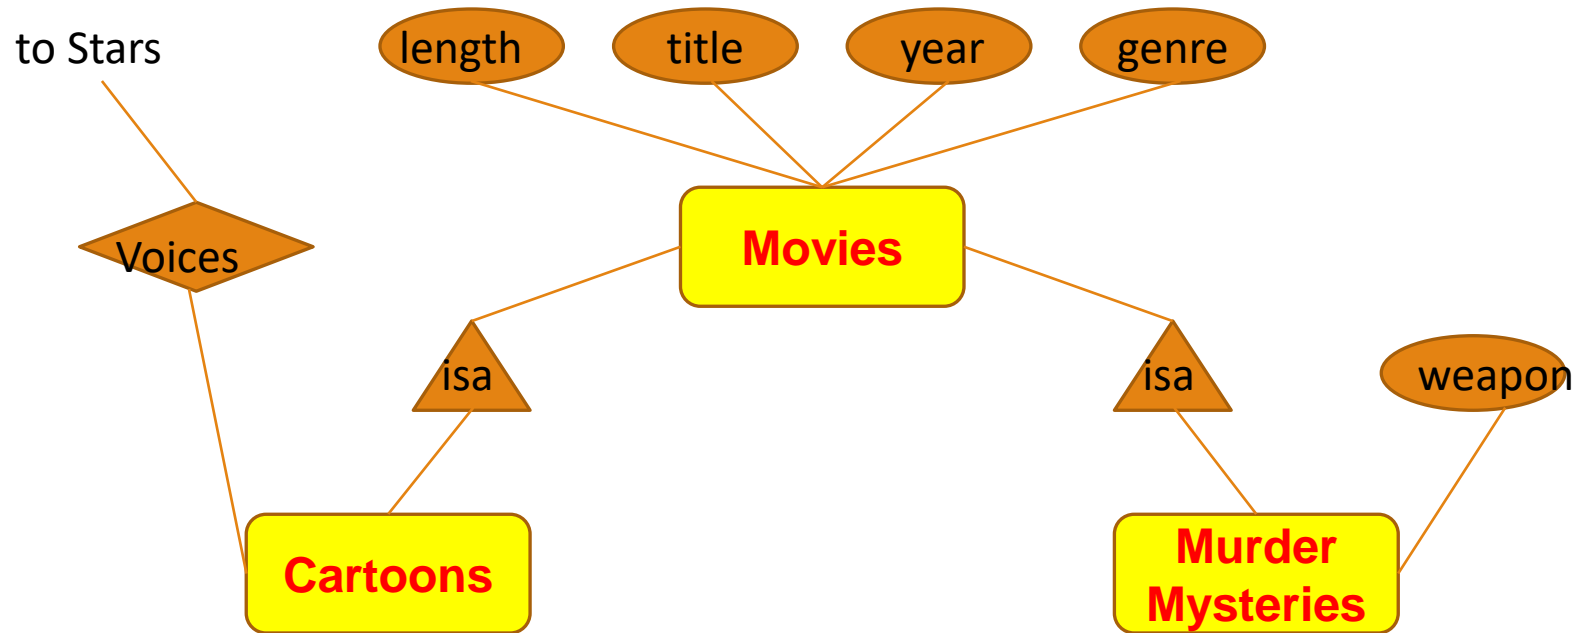 to Stars
length
title
year
genre
Voices
Movies
isa
isa
weapon
Cartoons
Murder
Mysteries